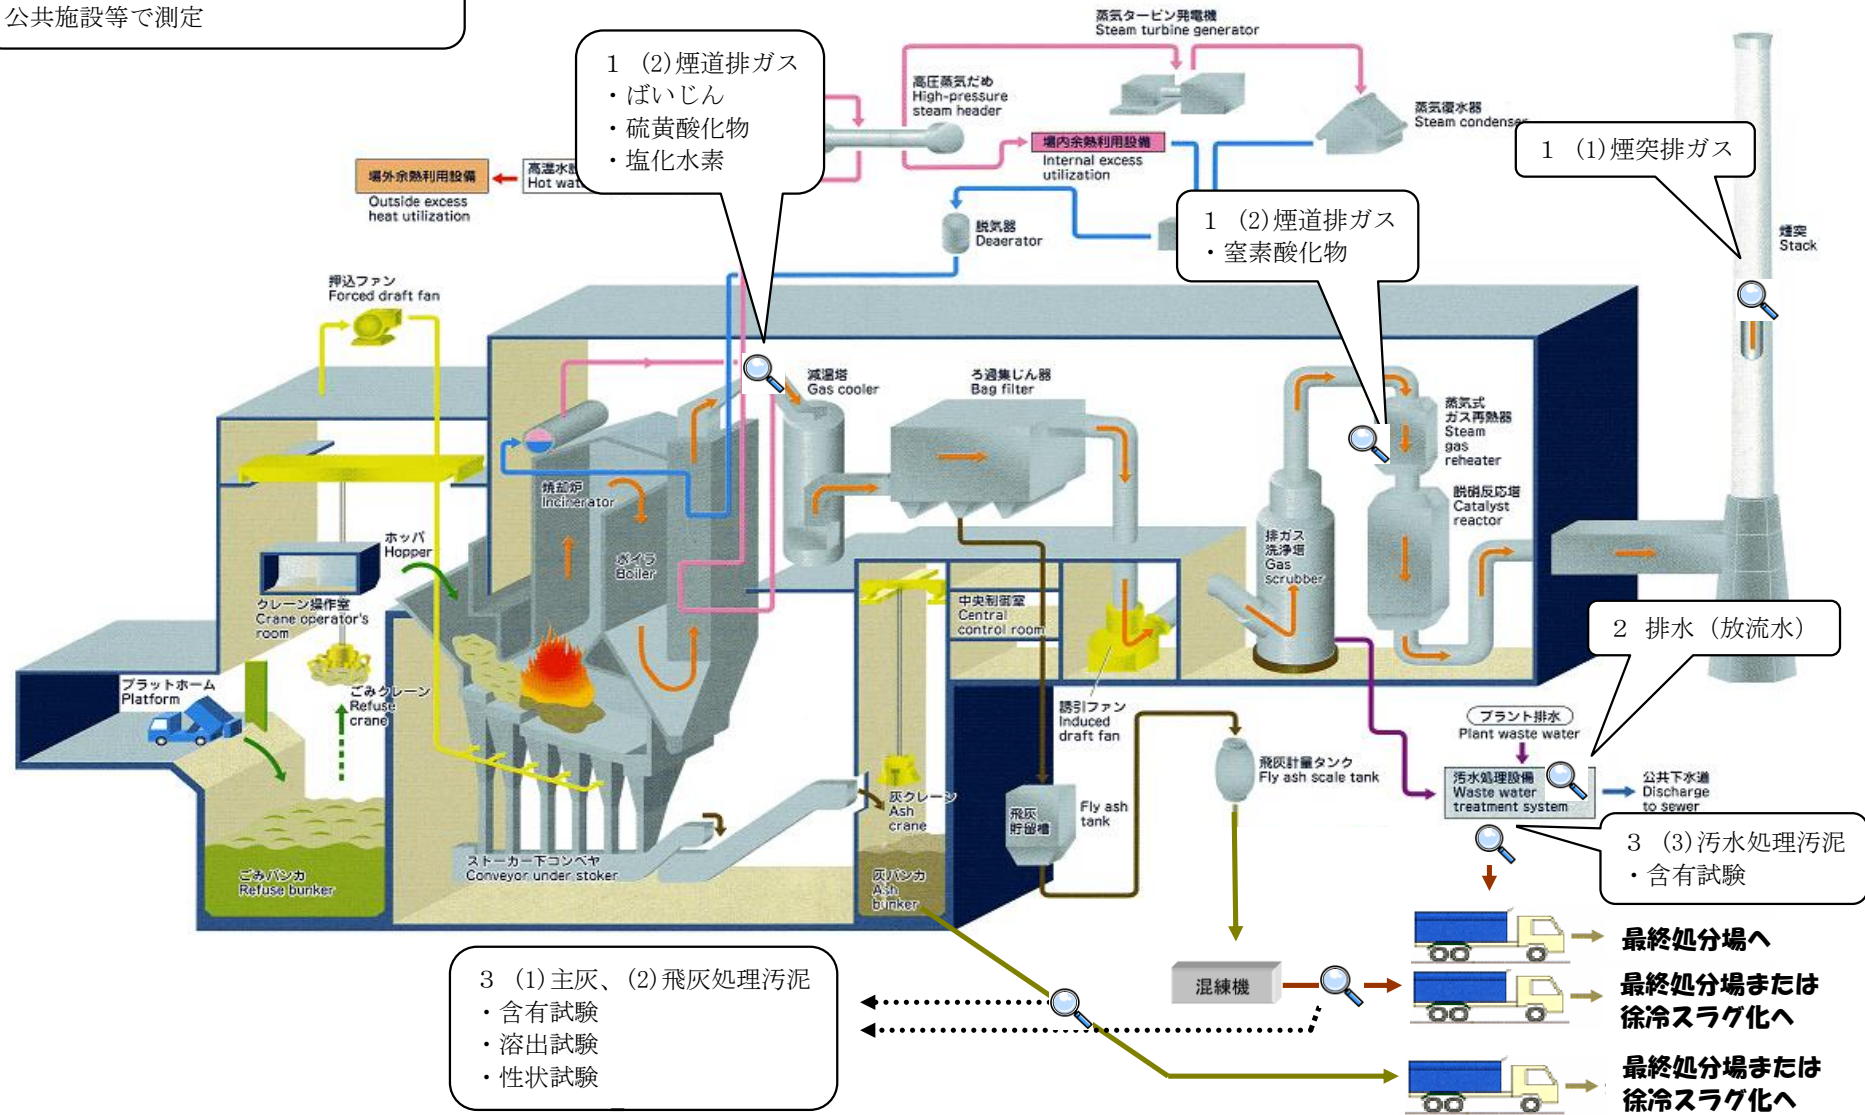 公共施設等で測定
1 (2)煙道排ガス
・ばいじん
・硫黄酸化物
・塩化水素
蒸気タービン発電機
Steam turbine generator
高圧蒸気だめ
High-pressure
steam header
蒸気復水器
Steam condenser
場内余熱利用設備
Internal excess
utilization
1 (1)煙突排ガス
場外余熱利用設備
Outside excess
heat utilization
高温水
Hot wat
脱気器
Deaerator
1 (2)煙道排ガス
・窒素酸化物
煙突
Stack
押込ファン
Forced draft fan
減温塔
Gas cooler
ろ過集じん器
Bag filter
蒸気式
ガス再熱器
Steam
gas
reheater
焼却炉
Incinerator
脱硝反応塔
Catalyst
reactor
ホッパ
Hopper
ボイラ
Boiler
排ガス
洗浄塔
Gas
scrubber
クレーン操作室
Crane operator's
room
中央制御室
Central
control room
2 排水（放流水）
プラットホーム
Platform
ごみクレーン
Refuse
crane
誘引ファン
Induced
draft fan
プラント排水
Plant waste water
飛灰計量タンク
Fly ash scale tank
汚水処理設備
Waste water
treatment system
公共下水道
Discharge
to sewer
灰クレーン
Ash
crane
飛灰
貯留槽
Fly ash
tank
3 (3)汚水処理汚泥
・含有試験
ストーカー下コンベヤ
Conveyor under stoker
ごみバンカ
Refuse bunker
灰バンカ
Ash
bunker
最終処分場へ
3 (1)主灰、(2)飛灰処理汚泥
・含有試験
・溶出試験
・性状試験
混練機
最終処分場または
徐冷スラグ化へ
最終処分場または
徐冷スラグ化へ